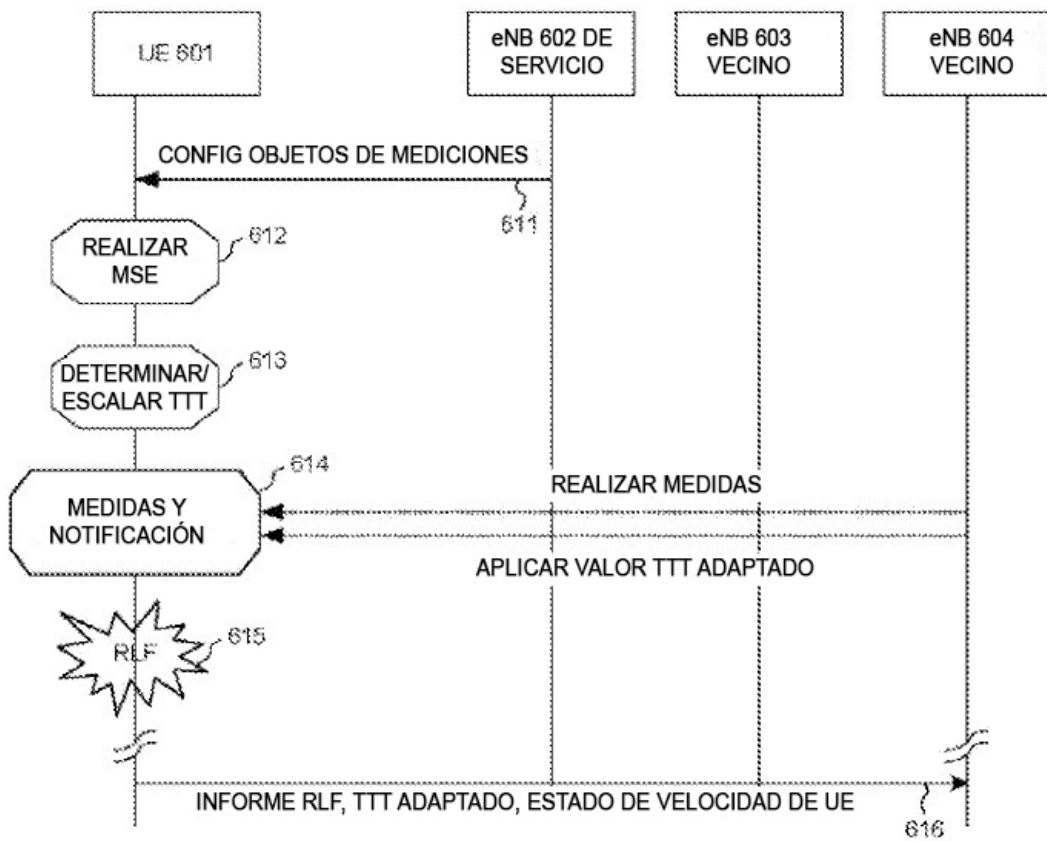 UE 601
eNB 602 DE
SERVICIO
eNB 603
VECINO
eNB 604
VECINO
CONFIG OBJETOS DE MEDICIONES
611
REALIZAR
MSE
612
DETERMINAR/
ESCALAR TTT
613
MEDIDAS Y
NOTIFICACIÓN
614
REALIZAR MEDIDAS
APLICAR VALOR TTT ADAPTADO
RLF
615
INFORME RLF, TTT ADAPTADO, ESTADO DE VELOCIDAD DE UE
616